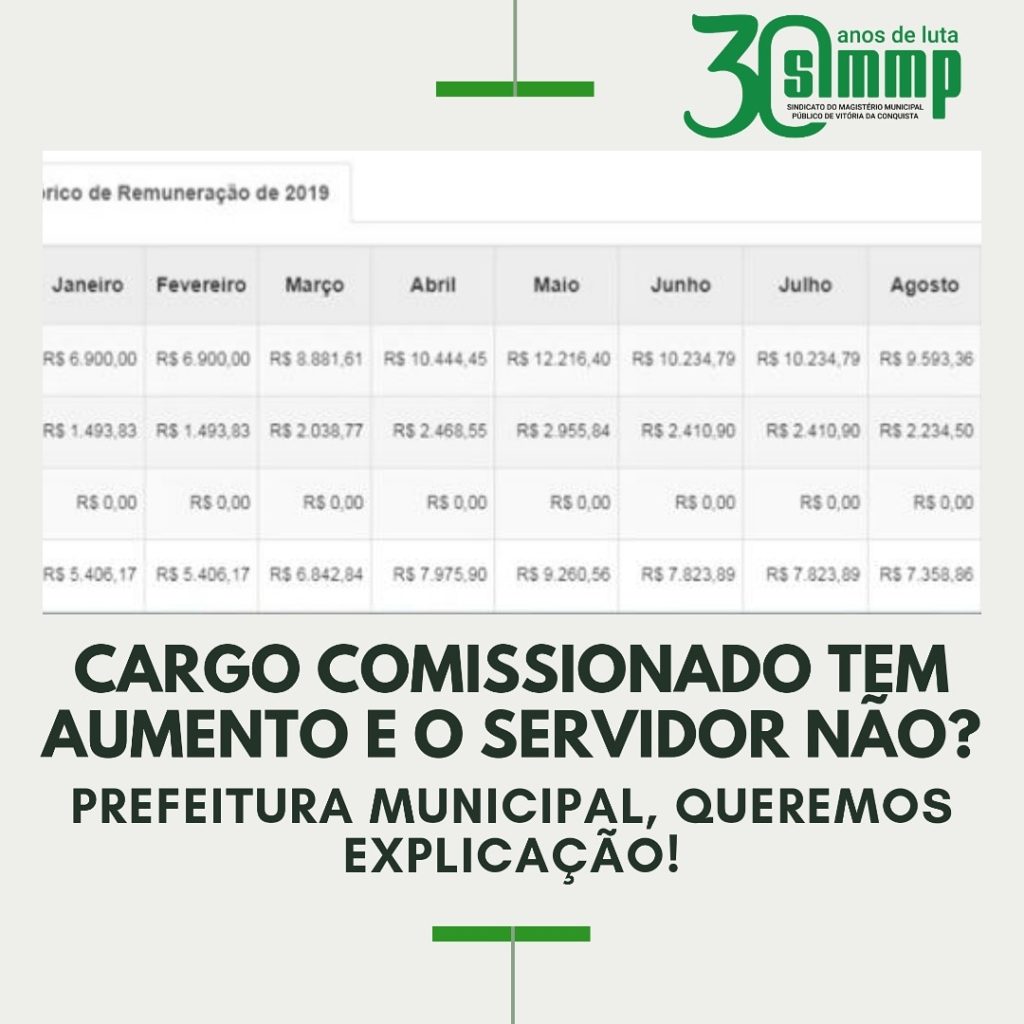 30 anos de luta
simmp
SINDICATO DO MAGISTÉRIO MUNICIPAL
PÚBLICO DE VITÓRIA DA CONQUISTA
órico de Remuneração de 2019
Janeiro Fevereiro Março Abril Maio Junho Julho Agosto
R$ 6.900,00 R$ 6.900,00 R$ 8.881,61 R$ 10.444,45 R$ 12.216,40 R$ 10.234,79 R$ 10.234,79 R$ 9.593,36
R$ 1.493,83 R$ 1.493,83 R$ 2.038,77 R$ 2.468,55 R$ 2.955,84 R$ 2.410,90 R$ 2.410,90 R$ 2.234,50
R$ 0,00 R$ 0,00 R$ 0,00 R$ 0,00 R$ 0,00 R$ 0,00 R$ 0,00 R$ 0,00
R$ 5.406,17 R$ 5.406,17 R$ 6.842,84 R$ 7.975,90 R$ 9.260,56 R$ 7.823,89 R$ 7.823,89 R$ 7.358,86
CARGO COMISSIONADO TEM
AUMENTO E O SERVIDOR NÃO?
PREFEITURA MUNICIPAL, QUEREMOS
EXPLICAÇÃO!